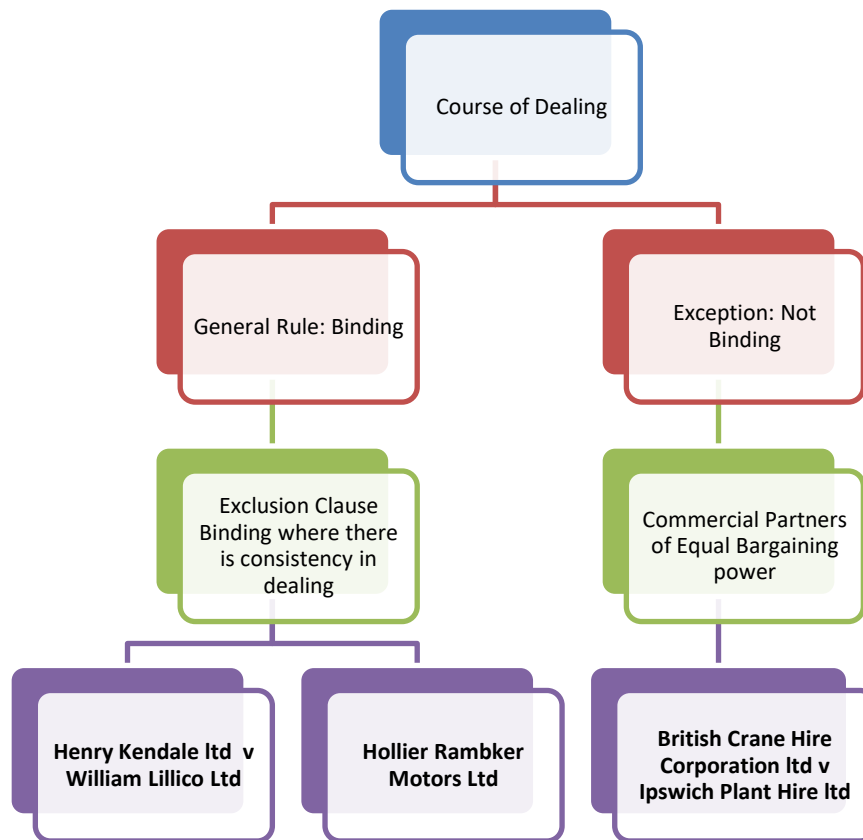 Course of Dealing
General Rule: Binding
Exception: Not
Binding
Exclusion Clause
Binding where there
is consistency in
dealing
Commercial Partners
of Equal Bargaining
power
Henry Kendale ltd v
William Lillico Ltd
Hollier Rambker
Motors Ltd
British Crane Hire
Corporation ltd v
Ipswich Plant Hire ltd